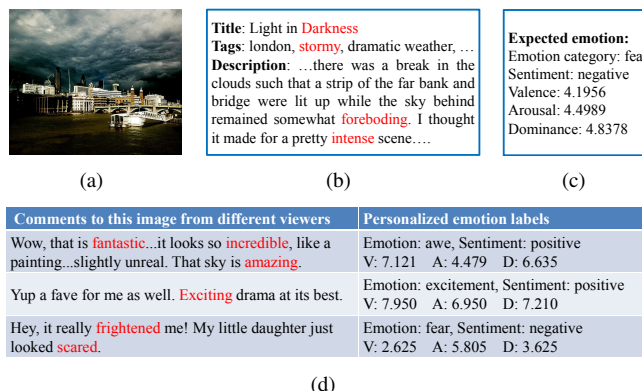 Title: Light in Darkness
Tags: london, stormy, dramatic weather, …
Description: …there was a break in the
clouds such that a strip of the far bank and
bridge were lit up while the sky behind
remained somewhat foreboding. I thought
it made for a pretty intense scene….
Expected emotion:
Emotion category: fea
Sentiment: negative
Valence: 4.1956
Arousal: 4.4989
Dominance: 4.8378
(a)
(b)
(c)
Comments to this image from different viewers
Personalized emotion labels
Wow, that is fantastic...it looks so incredible, like a
painting...slightly unreal. That sky is amazing.
Emotion: awe, Sentiment: positive
V: 7.121 A: 4.479 D: 6.635
Yup a fave for me as well. Exciting drama at its best.
Emotion: excitement, Sentiment: positive
V: 7.950 A: 6.950 D: 7.210
Hey, it really frightened me! My little daughter just
looked scared.
Emotion: fear, Sentiment: negative
V: 2.625 A: 5.805 D: 3.625
(d)